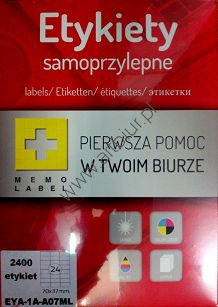 Etykiety
samoprzylepne
labels/ Etiketten/ étiquettes/ этикетки
PIERWSZA POMOC
W TWOIM BIURZE
MEMO
LABEL
2400
etykiet
24
70x37mm
EYA-1A-A07ML